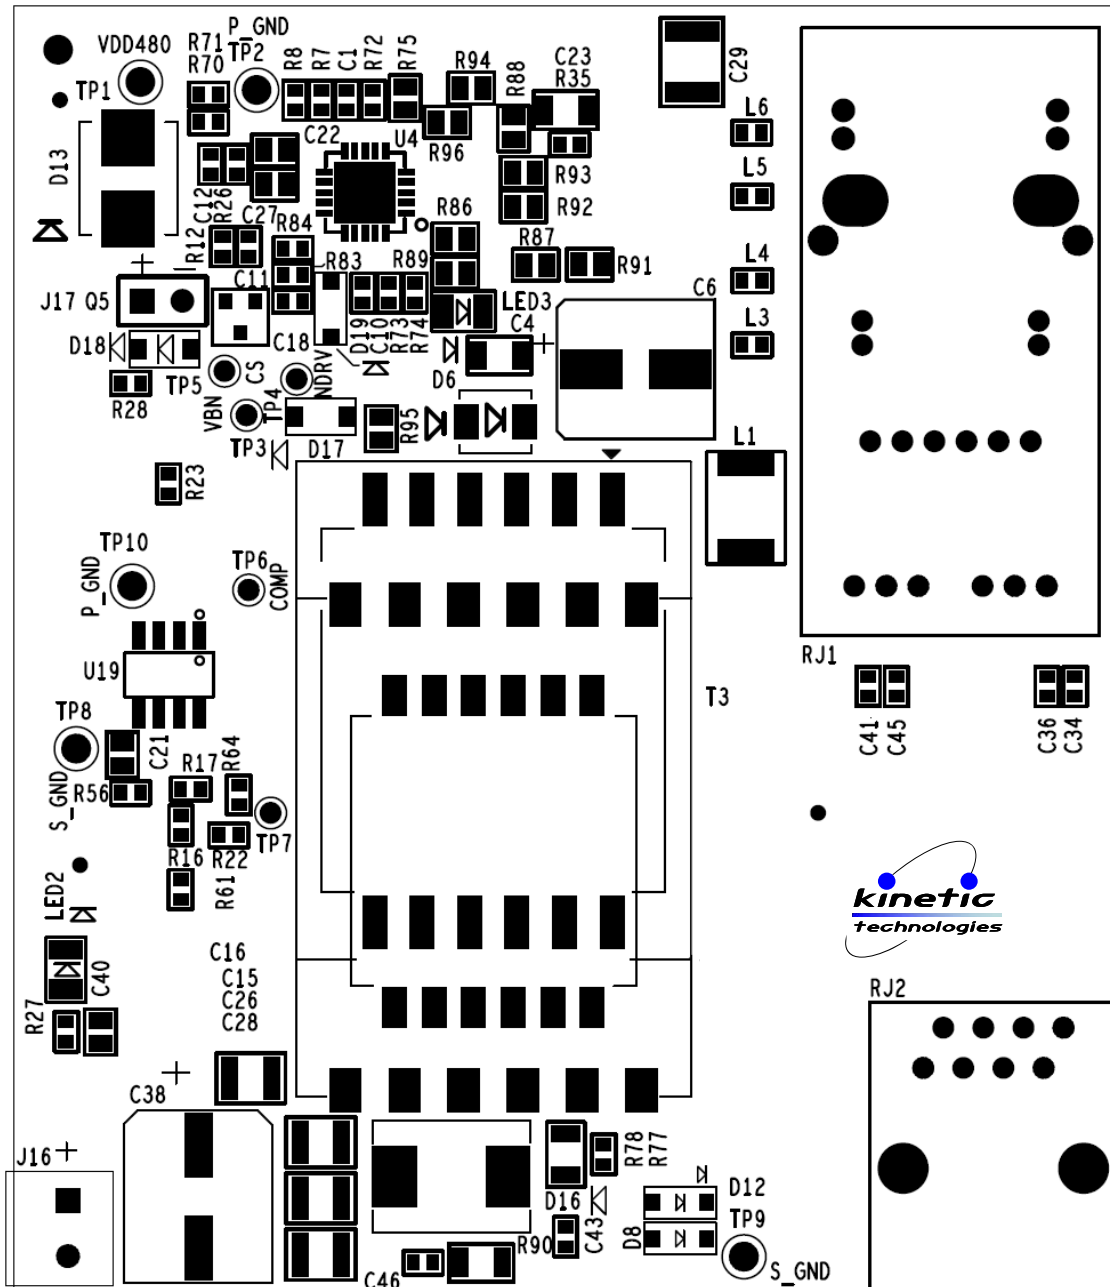 P_GND
R71
VDD480
TP2
R70
TP1
R8
R7
C1
R72
R75
R94
R88
C23
R35
C29
L6
D13
C22
U4
R96
R93
L5
C12
R26
C27
R84
R86
R92
R12
R83
R89
R87
R91
L4
J17
Q5
C11
LED3
C6
C4
L3
D18
C18
D19
C10
R73
R74
TP5
CS
NDRV
D6
R28
VBN
TP4
TP3
D17
R95
L1
R23
TP10
P_GND
TP6
COMP
RJ1
U19
T3
C41
C45
C36
C34
TP8
C21
S_GND
R17
R64
R56
TP7
R16
R22
R61
LED2
kinetic
technologies
C16
C40
C15
C26
C28
R27
RJ2
C38
J16
R78
R77
D16
C43
D12
TP9
D8
R90
C46
S_GND